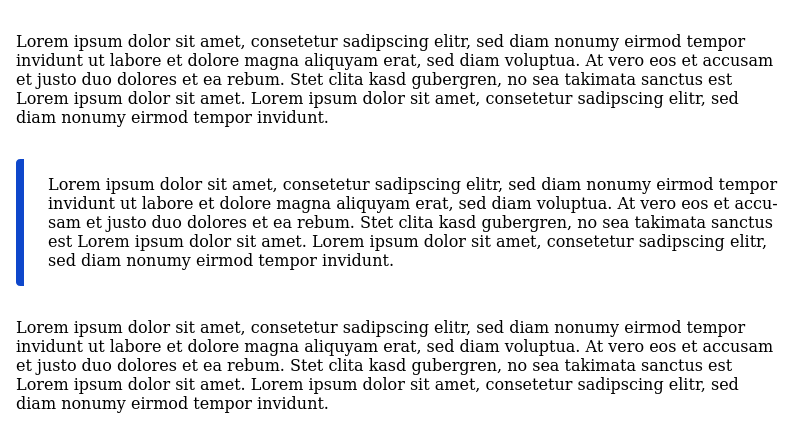 Lorem ipsum dolor sit amet, consetetur sadipscing elitr, sed diam nonumy eirmod tempor
invidunt ut labore et dolore magna aliquyam erat, sed diam voluptua. At vero eos et accusam
et justo duo dolores et ea rebum. Stet clita kasd gubergren, no sea takimata sanctus est
Lorem ipsum dolor sit amet. Lorem ipsum dolor sit amet, consetetur sadipscing elitr, sed
diam nonumy eirmod tempor invidunt.
Lorem ipsum dolor sit amet, consetetur sadipscing elitr, sed diam nonumy eirmod tempor
invidunt ut labore et dolore magna aliquyam erat, sed diam voluptua. At vero eos et accu-
sam et justo duo dolores et ea rebum. Stet clita kasd gubergren, no sea takimata sanctus
est Lorem ipsum dolor sit amet. Lorem ipsum dolor sit amet, consetetur sadipscing elitr,
sed diam nonumy eirmod tempor invidunt.
Lorem ipsum dolor sit amet, consetetur sadipscing elitr, sed diam nonumy eirmod tempor
invidunt ut labore et dolore magna aliquyam erat, sed diam voluptua. At vero eos et accusam
et justo duo dolores et ea rebum. Stet clita kasd gubergren, no sea takimata sanctus est
Lorem ipsum dolor sit amet. Lorem ipsum dolor sit amet, consetetur sadipscing elitr, sed
diam nonumy eirmod tempor invidunt.